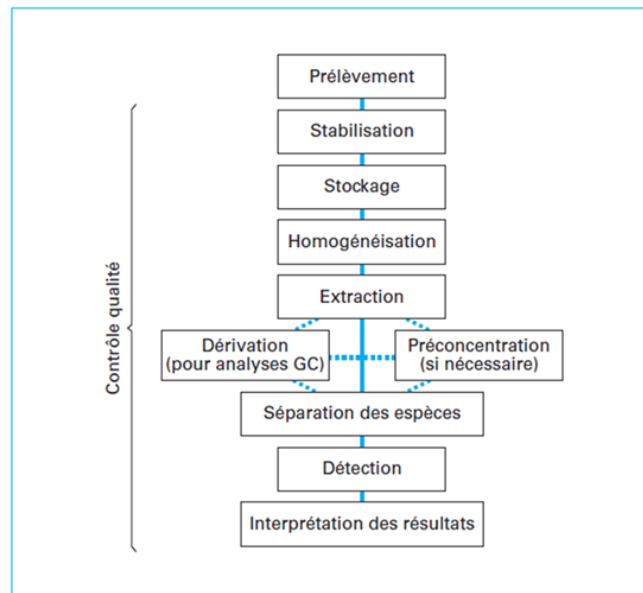 Prélèvement
Stabilisation
Stockage
Homogénéisation
Extraction
Dérivation
(pour analyses GC)
Préconcentration
(si nécessaire)
Séparation des espèces
Détection
Interprétation des résultats
Contrôle qualité